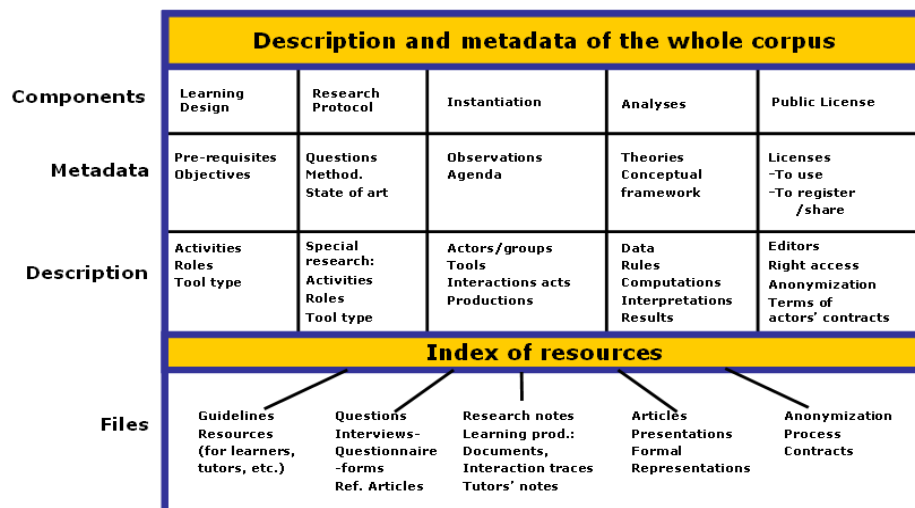 Description and metadata of the whole corpus
Components
Learning
Design
Research
Protocol
Instantiation
Analyses
Public License
Metadata
Pre-requisites
Objectives
Questions
Method.
State of art
Observations
Agenda
Theories
Conceptual
framework
Licenses
-To use
-To register
/share
Description
Activities
Roles
Tool type
Special
research:
Activities
Roles
Tool type
Actors/groups
Tools
Interactions acts
Productions
Data
Rules
Computations
Interpretations
Results
Editors
Right access
Anonymization
Terms of
actors' contracts
Index of resources
Files
Guidelines
Resources
(for learners,
tutors, etc.)
Questions
Interviews-
Questionnaire
-forms
Ref. Articles
Research notes
Learning prod.:
Documents,
Interaction traces
Tutors' notes
Articles
Presentations
Formal
Representations
Anonymization
Process
Contracts